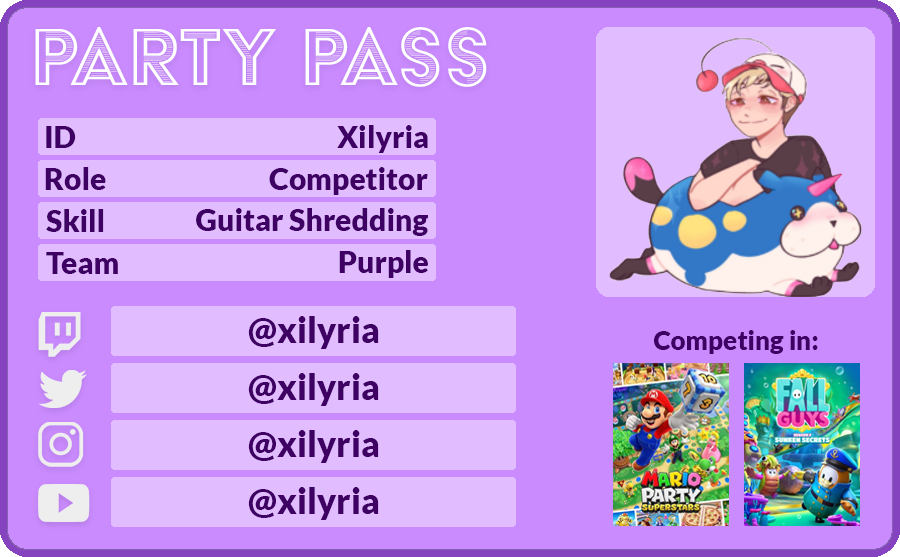 PARTY PASS
ID Xilyria
Role Competitor
Skill Guitar Shredding
Team Purple
@xilyria
@xilyria
@xilyria
@xilyria
Competing in:
10
MARIO
PARTY
SUPERSTARS
FALL
GUYS
SUNKEN SECRETS